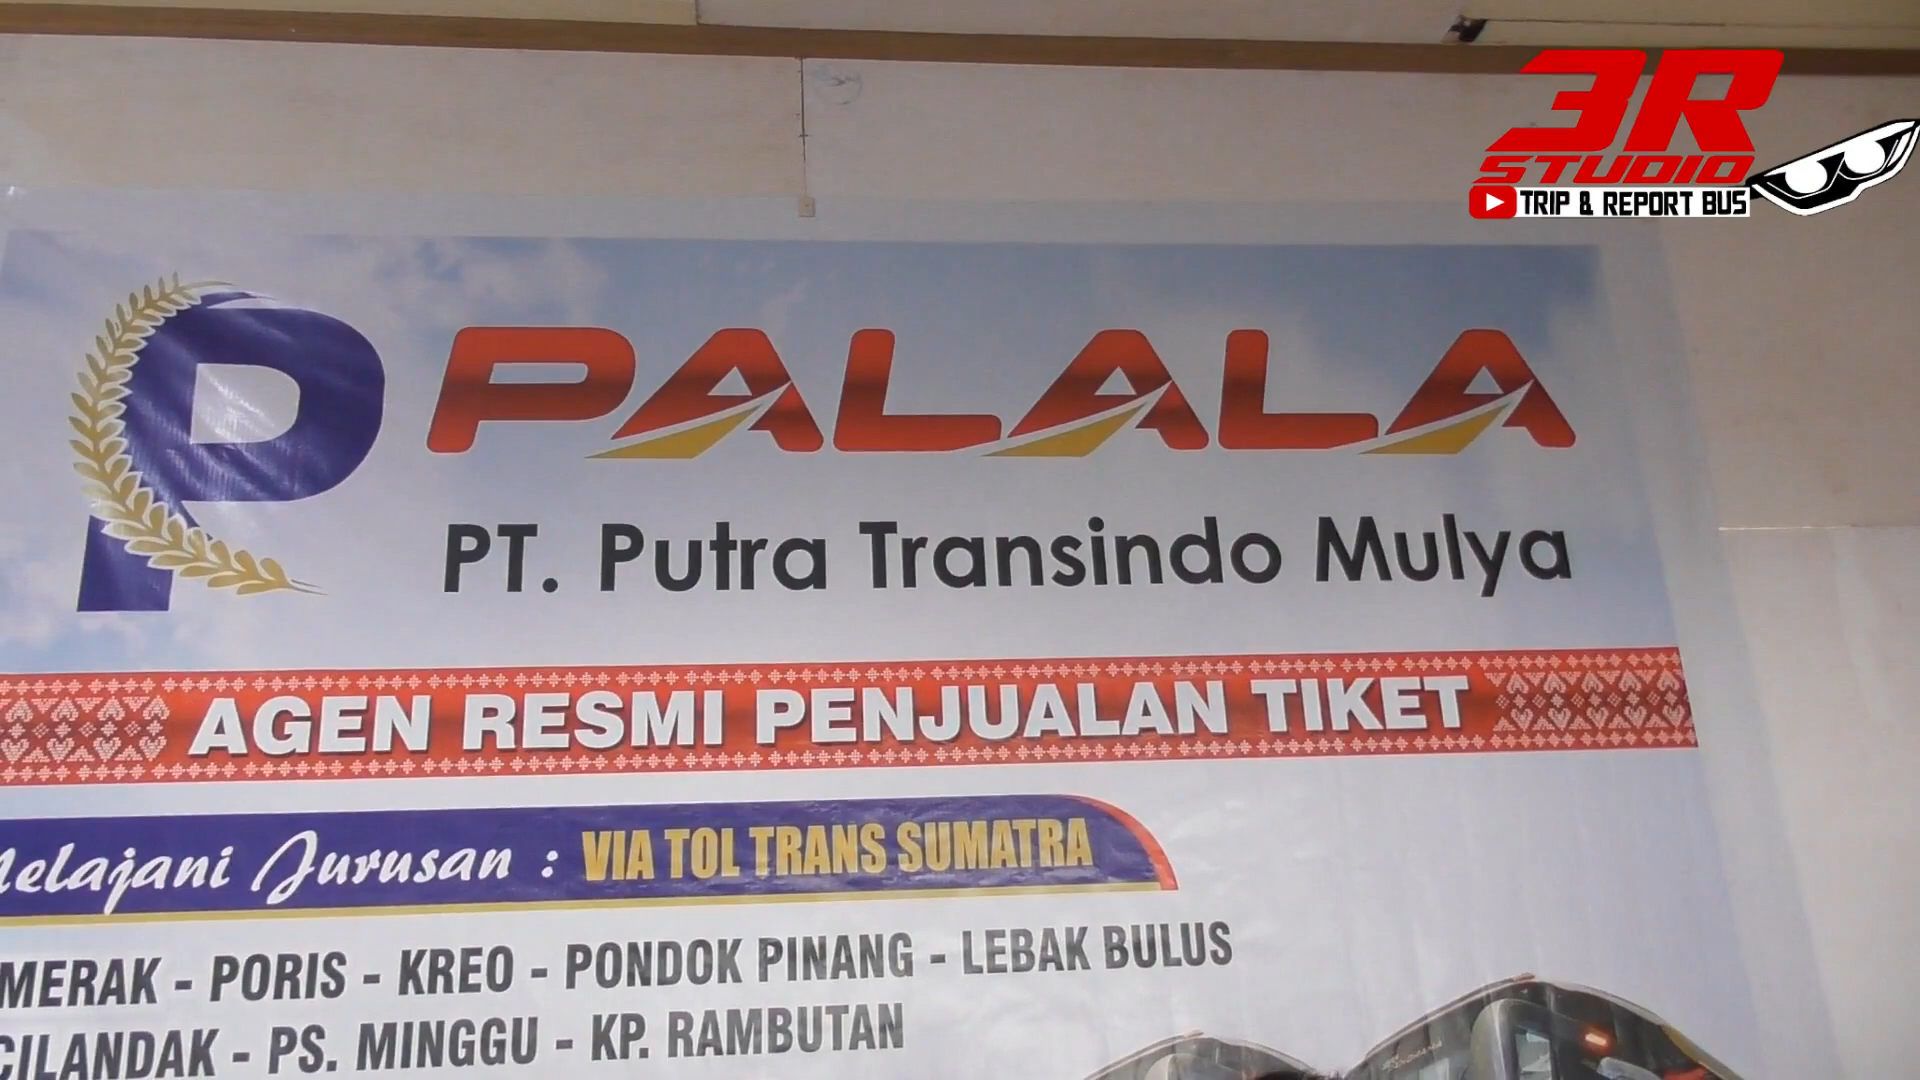 3R
STUDIO
TRIP & REPORT BUS
P PALALA
PT. Putra Transindo Mulya
AGEN RESMI PENJUALAN TIKET
Melajani Jurusan : VIA TOL TRANS SUMATRA
MERAK - PORIS - KREO - PONDOK PINANG - LEBAK BULUS
CILANDAK - PS. MINGGU - KP. RAMBUTAN